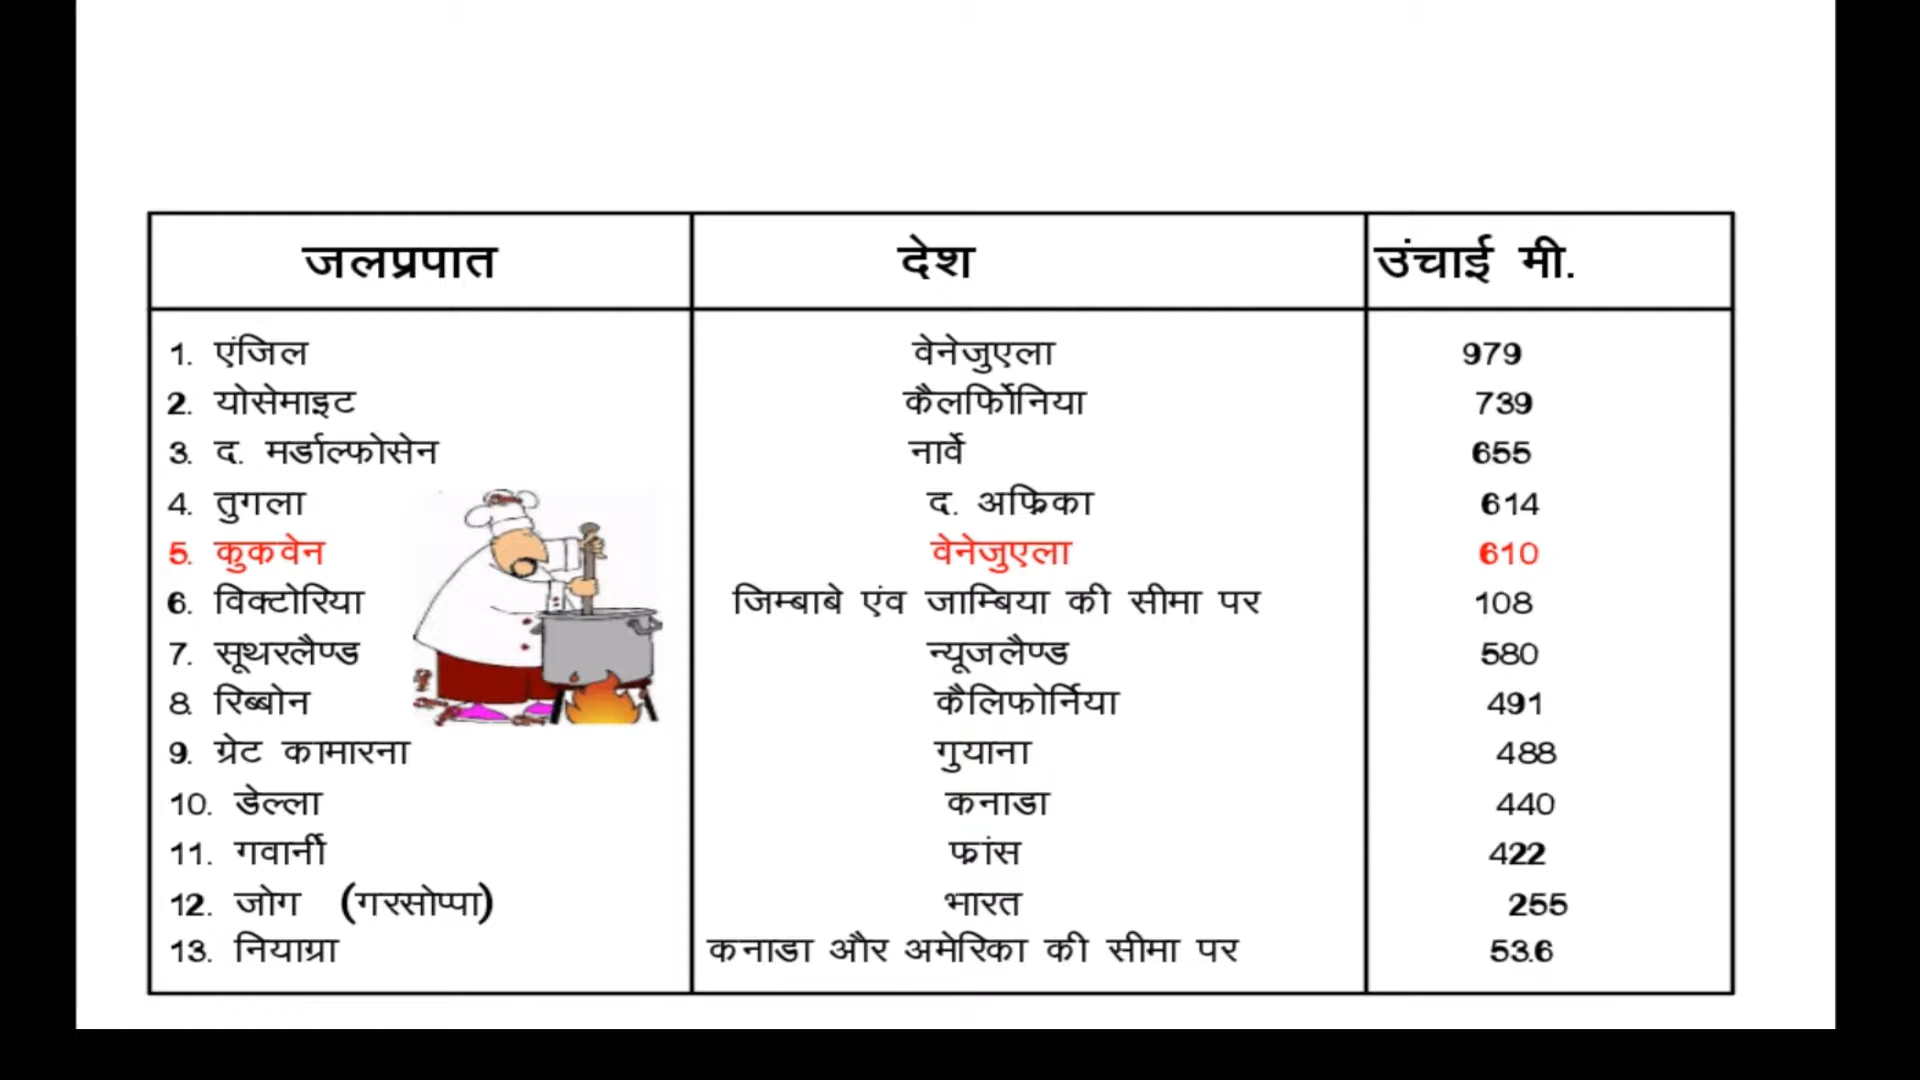 जलप्रपात देश उंचाई मी.
1. एंजिल वेनेजुएला 979
2. योसेमाइट कैलर्फिोनिया 739
3. द. मर्डाल्फोसेन नार्वे 655
4. तुगला द. अफ्रिका 614
5. कुकवेन वेनेजुएला 610
6. विक्टोरिया जिम्बाबे एंव जाम्बिया की सीमा पर 108
7. सूथरलैण्ड न्यूजलैण्ड 580
8. रिब्बोन कैलिफोर्निया 491
9. ग्रेट कामारना गुयाना 488
10. डेल्ला कनाडा 440
11. गवार्नी फ्रांस 422
12. जोग (गरसोप्पा) भारत 255
13. नियाग्रा कनाडा और अमेरिका की सीमा पर 53.6